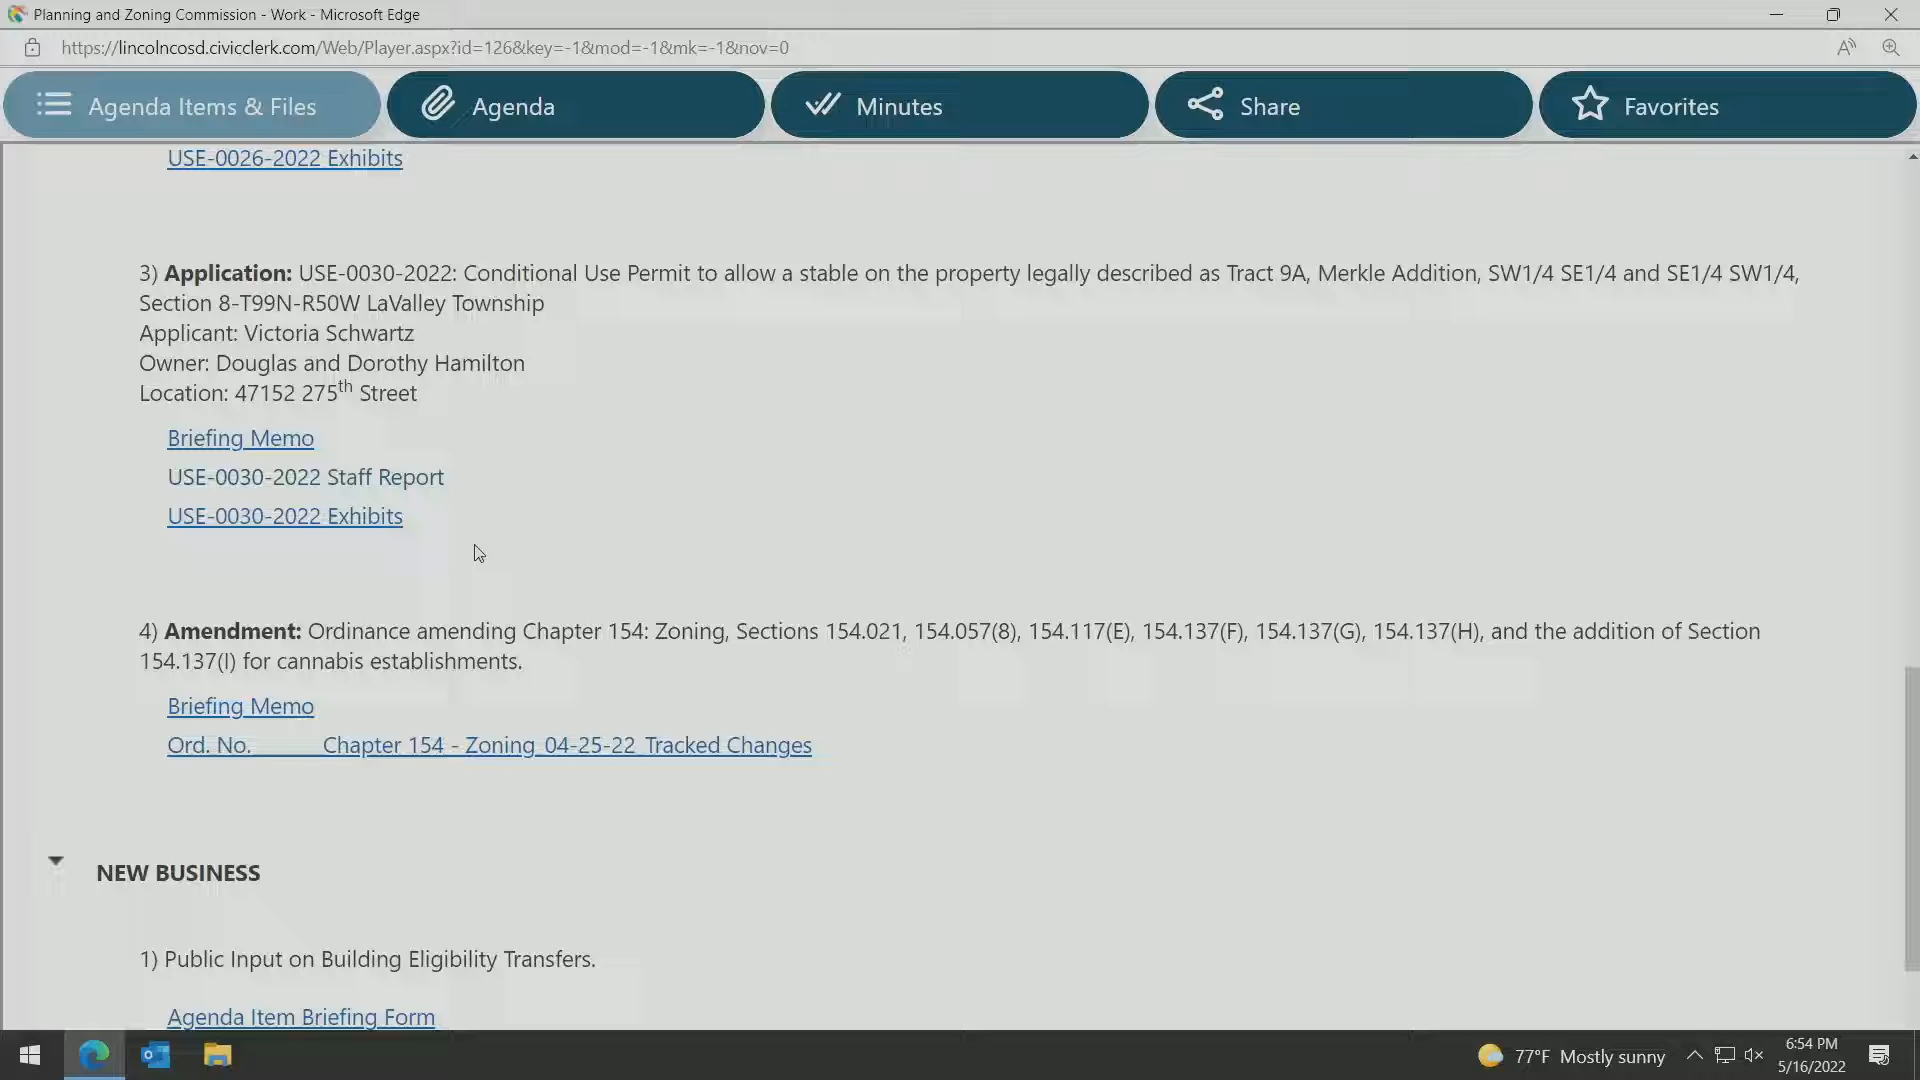 Planning and Zoning Commission - Work - Microsoft Edge
https://lincolncosd.civicclerk.com/Web/Player.aspx?id=126&key=-1&mod=-1&mk=-1&nov=0
Agenda Items & Files
Agenda
Minutes
Share
Favorites
USE-0026-2022 Exhibits
3) Application: USE-0030-2022: Conditional Use Permit to allow a stable on the property legally described as Tract 9A, Merkle Addition, SW1/4 SE1/4 and SE1/4 SW1/4,
Section 8-T99N-R50W LaValley Township
Applicant: Victoria Schwartz
Owner: Douglas and Dorothy Hamilton
Location: 47152 275th Street
Briefing Memo
USE-0030-2022 Staff Report
USE-0030-2022 Exhibits
4) Amendment: Ordinance amending Chapter 154: Zoning, Sections 154.021, 154.057(8), 154.117(E), 154.137(F), 154.137(G), 154.137(H), and the addition of Section
154.137(I) for cannabis establishments.
Briefing Memo
Ord. No. ______ Chapter 154 - Zoning_04-25-22_Tracked Changes
NEW BUSINESS
1) Public Input on Building Eligibility Transfers.
Agenda Item Briefing Form
77°F Mostly sunny
6:54 PM
5/16/2022